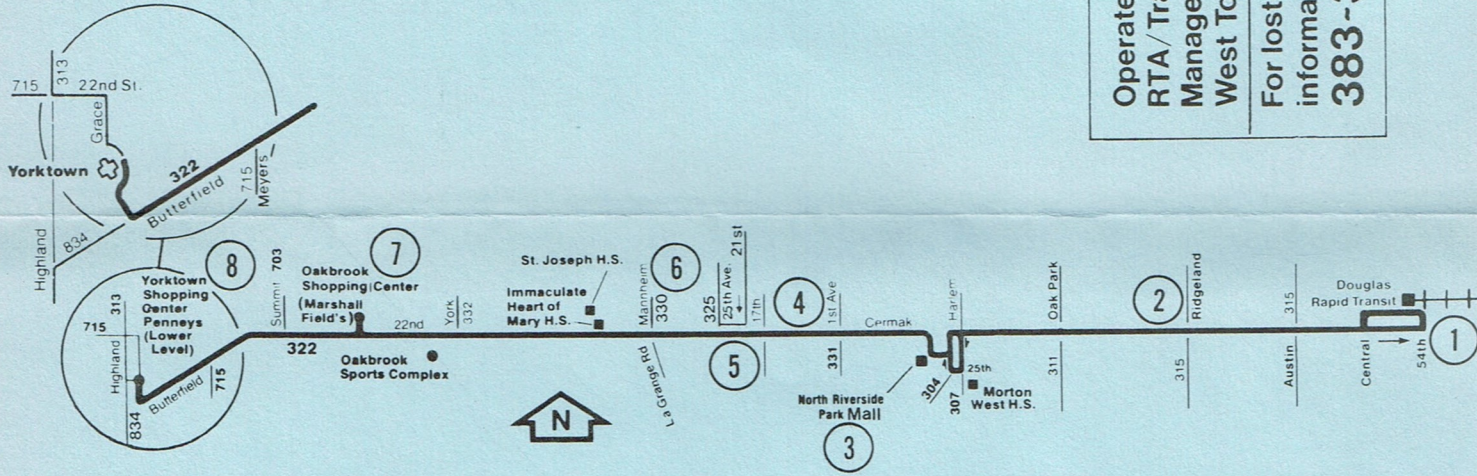 Operate
RTA/Tra
Manage
West To
For lost
informa
383-3
715
313
22nd St.
Grace
Yorktown
322
Butterfield
715
Meyers
Highland
834
8
Yorktown
Shopping
Center
Penneys
(Lower
Level)
313
715
Highland
834
Butterfield
715
Summit 703
322
Oakbrook
Shopping Center
(Marshall
Field's)
7
22nd
York
332
Oakbrook
Sports Complex
St. Joseph H.S.
Immaculate
Heart of
Mary H.S.
Mannheim
330
6
La Grange Rd
325
25th Ave.
21st
5
17th
4
1st Ave
331
Cermak
North Riverside
Park Mall
3
304
Harlem
307
25th
Morton
West H.S.
Oak Park
311
2
Ridgeland
315
315
Austin
Douglas
Rapid Transit
Central
54th
1
N